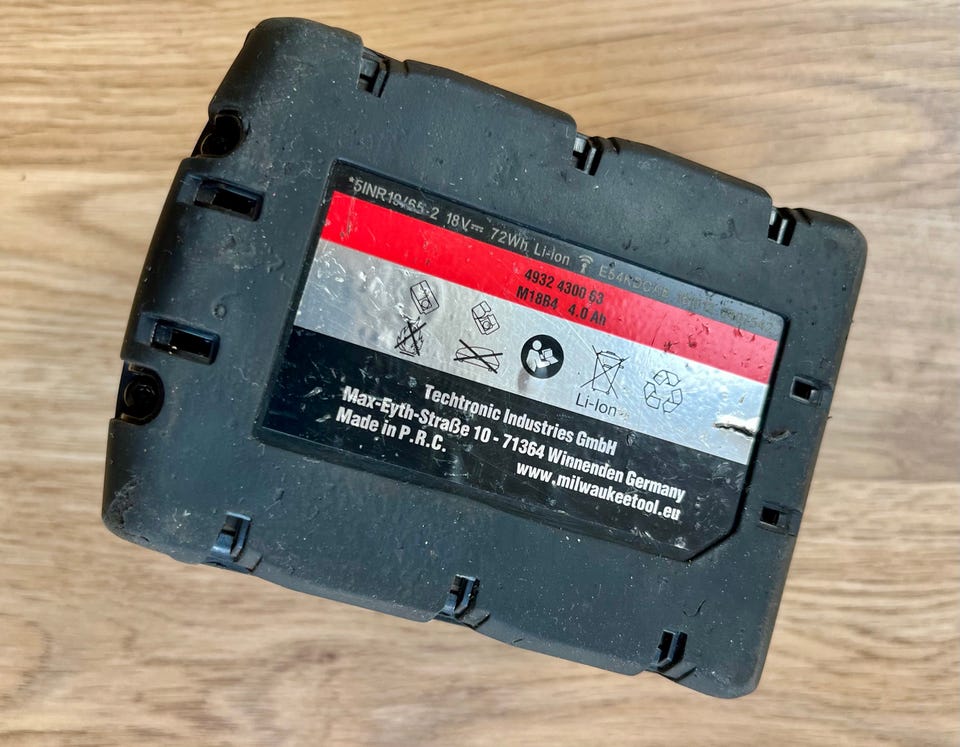 *5INR19/65-2 18V⎓ 72Wh Li-Ion
4932 4300 63
M18B4 4.0 Ah
Li-Ion
Techtronic Industries GmbH
Max-Eyth-Straße 10 - 71364 Winnenden Germany
Made in P.R.C.
www.milwaukeetool.eu